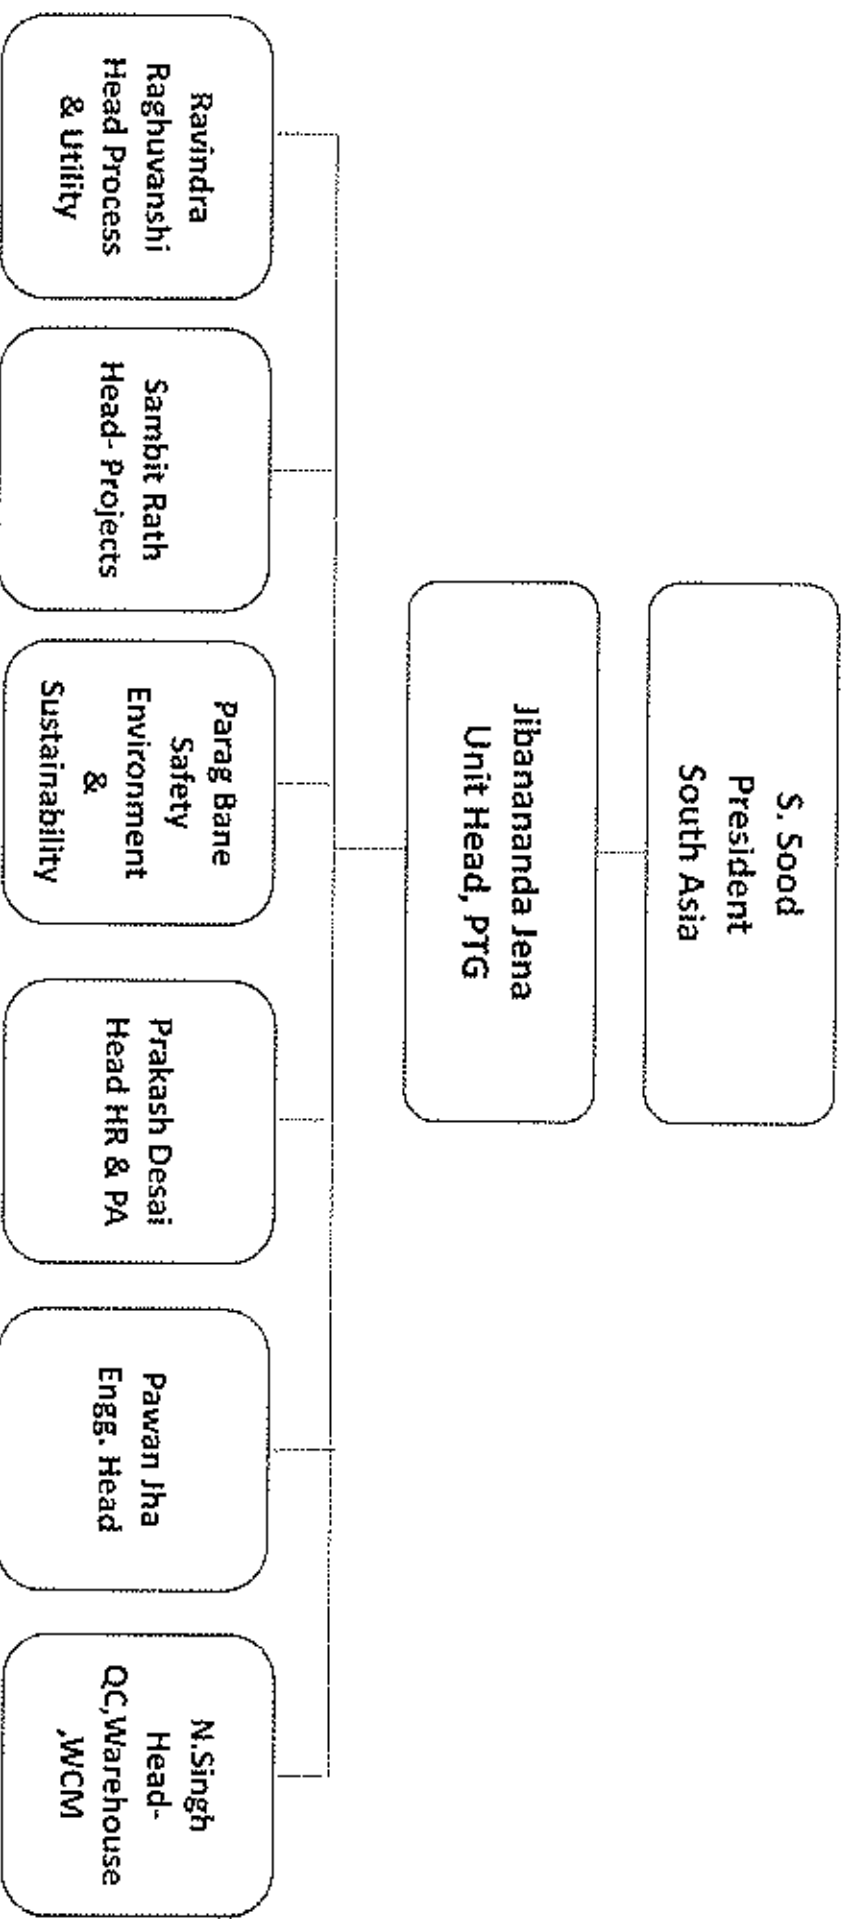 S. Sood
President
South Asia
Jibanananda Jena
Unit Head, PTG
Ravindra
Raghuvanshi
Head Process
& Utility
Sambit Rath
Head- Projects
Parag Bane
Safety
Environment
&
Sustainability
Prakash Desai
Head HR & PA
Pawan Jha
Engg. Head
N.Singh
Head-
QC,Warehouse
,WCM